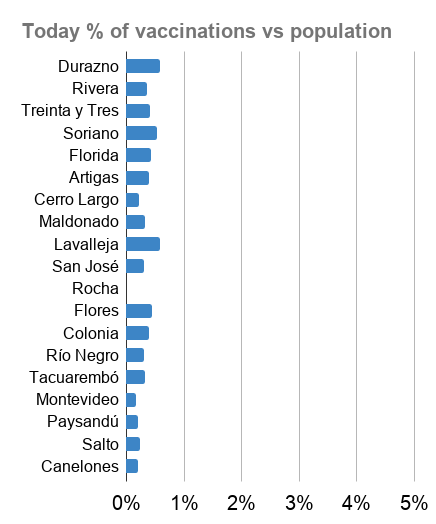 Today % of vaccinations vs population
Durazno
Rivera
Treinta y Tres
Soriano
Florida
Artigas
Cerro Largo
Maldonado
Lavalleja
San José
Rocha
Flores
Colonia
Río Negro
Tacuarembó
Montevideo
Paysandú
Salto
Canelones
0% 1% 2% 3% 4% 5%